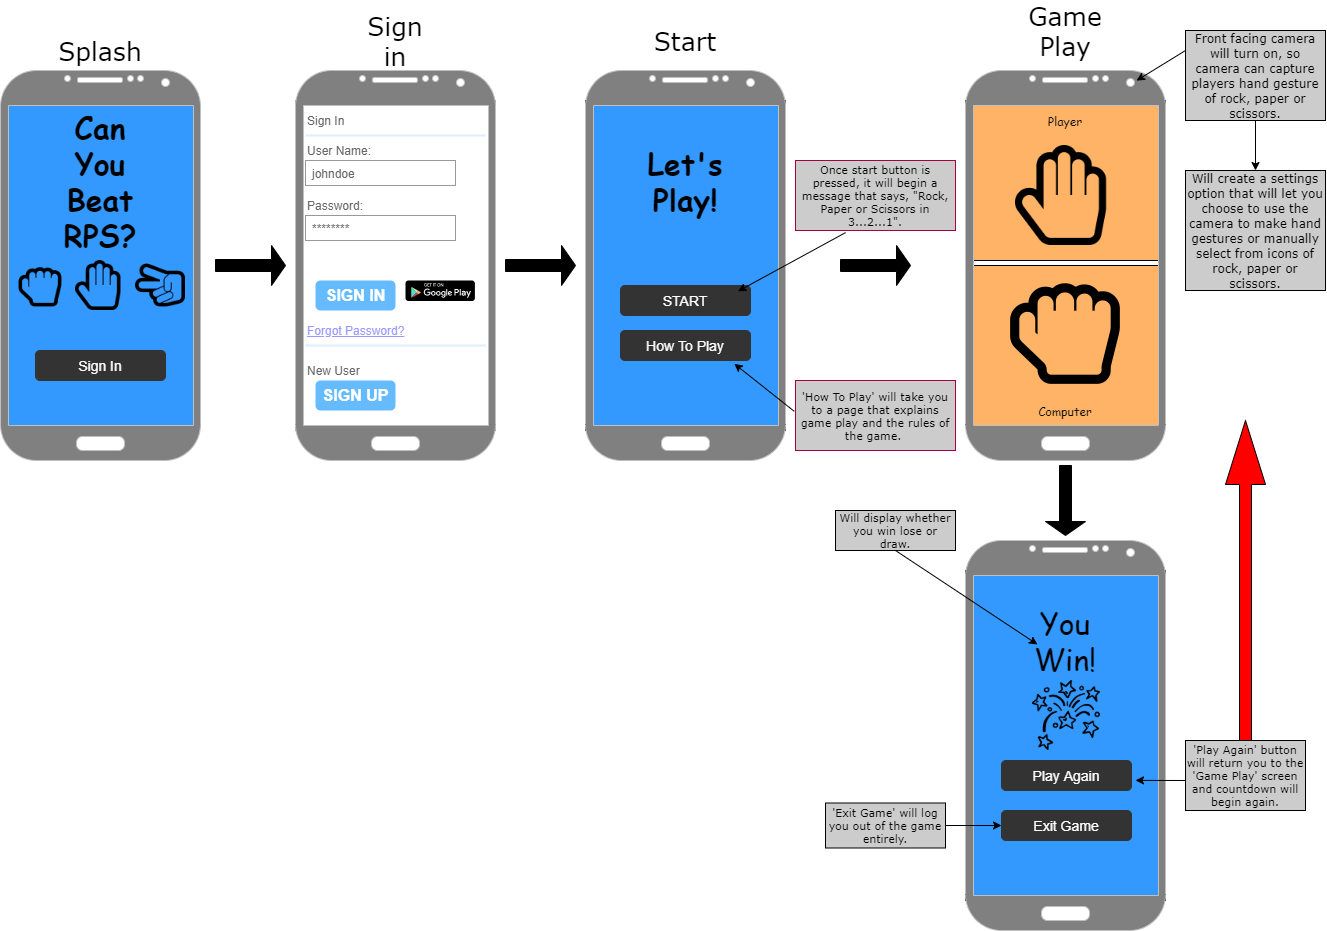 Splash
Can
You
Beat
RPS?
Sign In
Sign
in
Sign In
User Name:
johndoe
Password:
********
SIGN IN
GET IT ON
Google Play
Forgot Password?
New User
SIGN UP
Start
Let's
Play!
START
How To Play
Once start button is
pressed, it will begin a
message that says, "Rock,
Paper or Scissors in
3...2...1".
'How To Play' will take you
to a page that explains
game play and the rules of
the game.
Game
Play
Player
Computer
Front facing camera
will turn on, so
camera can capture
players hand gesture
of rock, paper or
scissors.
Will create a settings
option that will let you
choose to use the
camera to make hand
gestures or manually
select from icons of
rock, paper or
scissors.
Will display whether
you win lose or
draw.
You
Win!
Play Again
Exit Game
'Play Again' button
will return you to the
'Game Play' screen
and countdown will
begin again.
'Exit Game' will log
you out of the game
entirely.